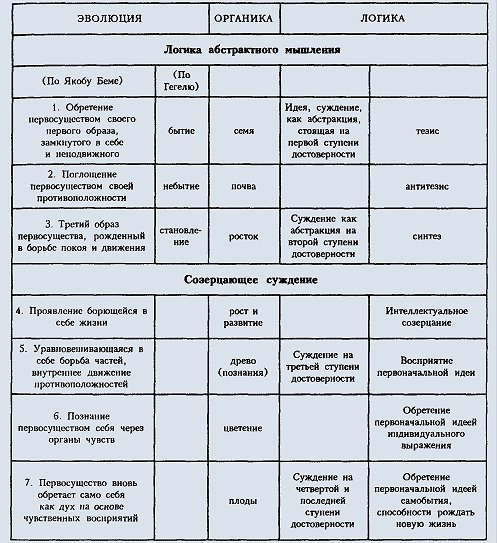 ЭВОЛЮЦИЯ ОРГАНИКА ЛОГИКА
Логика абстрактного мышления
(По Якобу Беме)
(По
Гегелю)
1. Обретение
первосуществом своего
первого образа,
замкнутого в себе
и неподвижного
бытие
семя
Идея, суждение,
как абстракция,
стоящая на
первой ступени
достоверности
тезис
2. Поглощение
первосуществом своей
противоположности
небытие
почва
антитезис
3. Третий образ
первосущества, рожденный
в борьбе покоя и движения
становле-
ние
росток
Суждение как
абстракция на
второй ступени
достоверности
синтез
Созерцающее суждение
4. Проявление борющейся в
себе жизни
рост и
развитие
Интеллектуальное
созерцание
5. Уравновешивающаяся в
себе борьба частей,
внутреннее движение
противоположностей
древо
(познания)
Суждение на
третьей ступени
достоверности
Восприятие
первоначальной идеи
6. Познание
первосуществом себя через
органы чувств
цветение
Обретение
первоначальной идеей
индивидуального
выражения
7. Первосущсство вновь
обретает само себя
как дух на основе
чувственных восприятий
плоды
Суждение на
четвертой и
последней
ступени
достоверности
Обретение
первоначальной идеей
самобытия,
способности рождать
новую жизнь